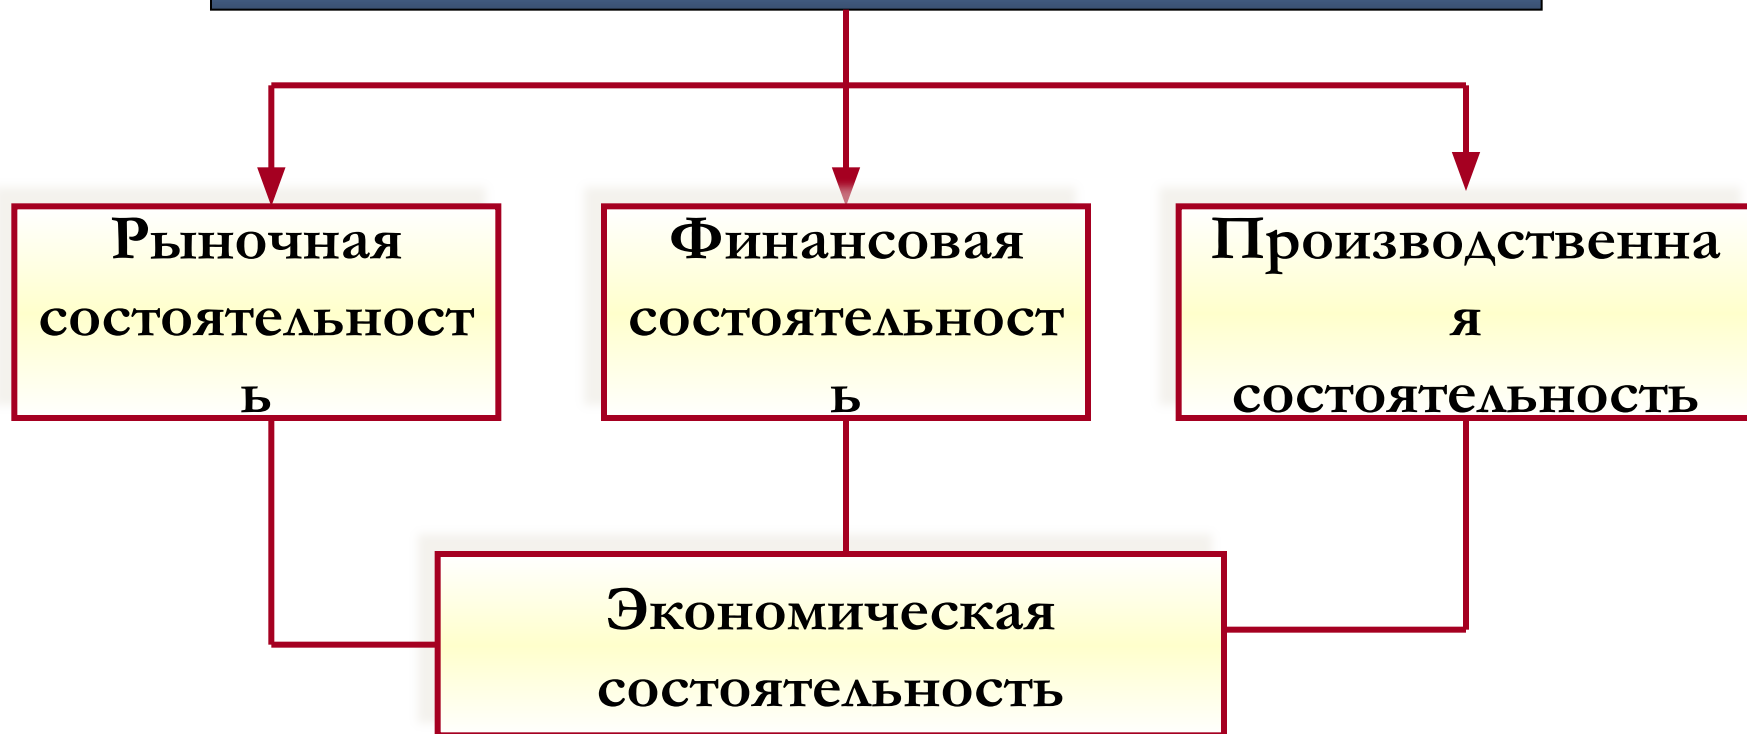 Рыночная
состоятельност
ь
Финансовая
состоятельност
ь
Производственна
я
состоятельность
Экономическая
состоятельность